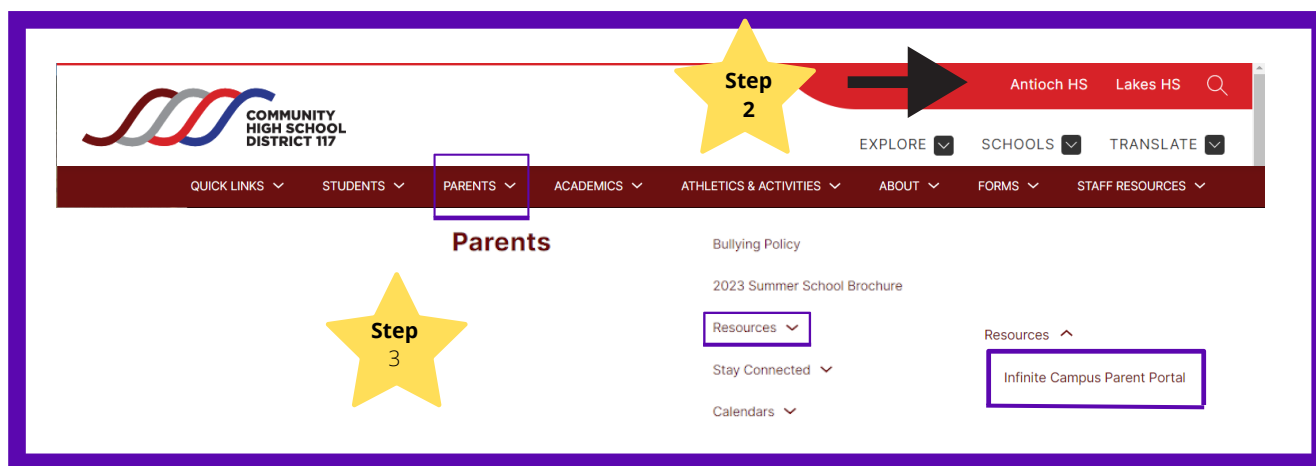 Step
2
Antioch HS
Lakes HS
COMMUNITY
HIGH SCHOOL
DISTRICT 117
EXPLORE
SCHOOLS
TRANSLATE
QUICK LINKS
STUDENTS
PARENTS
ACADEMICS
ATHLETICS & ACTIVITIES
ABOUT
FORMS
STAFF RESOURCES
Parents
Bullying Policy
2023 Summer School Brochure
Resources
Stay Connected
Calendars
Step
3
Resources
Infinite Campus Parent Portal